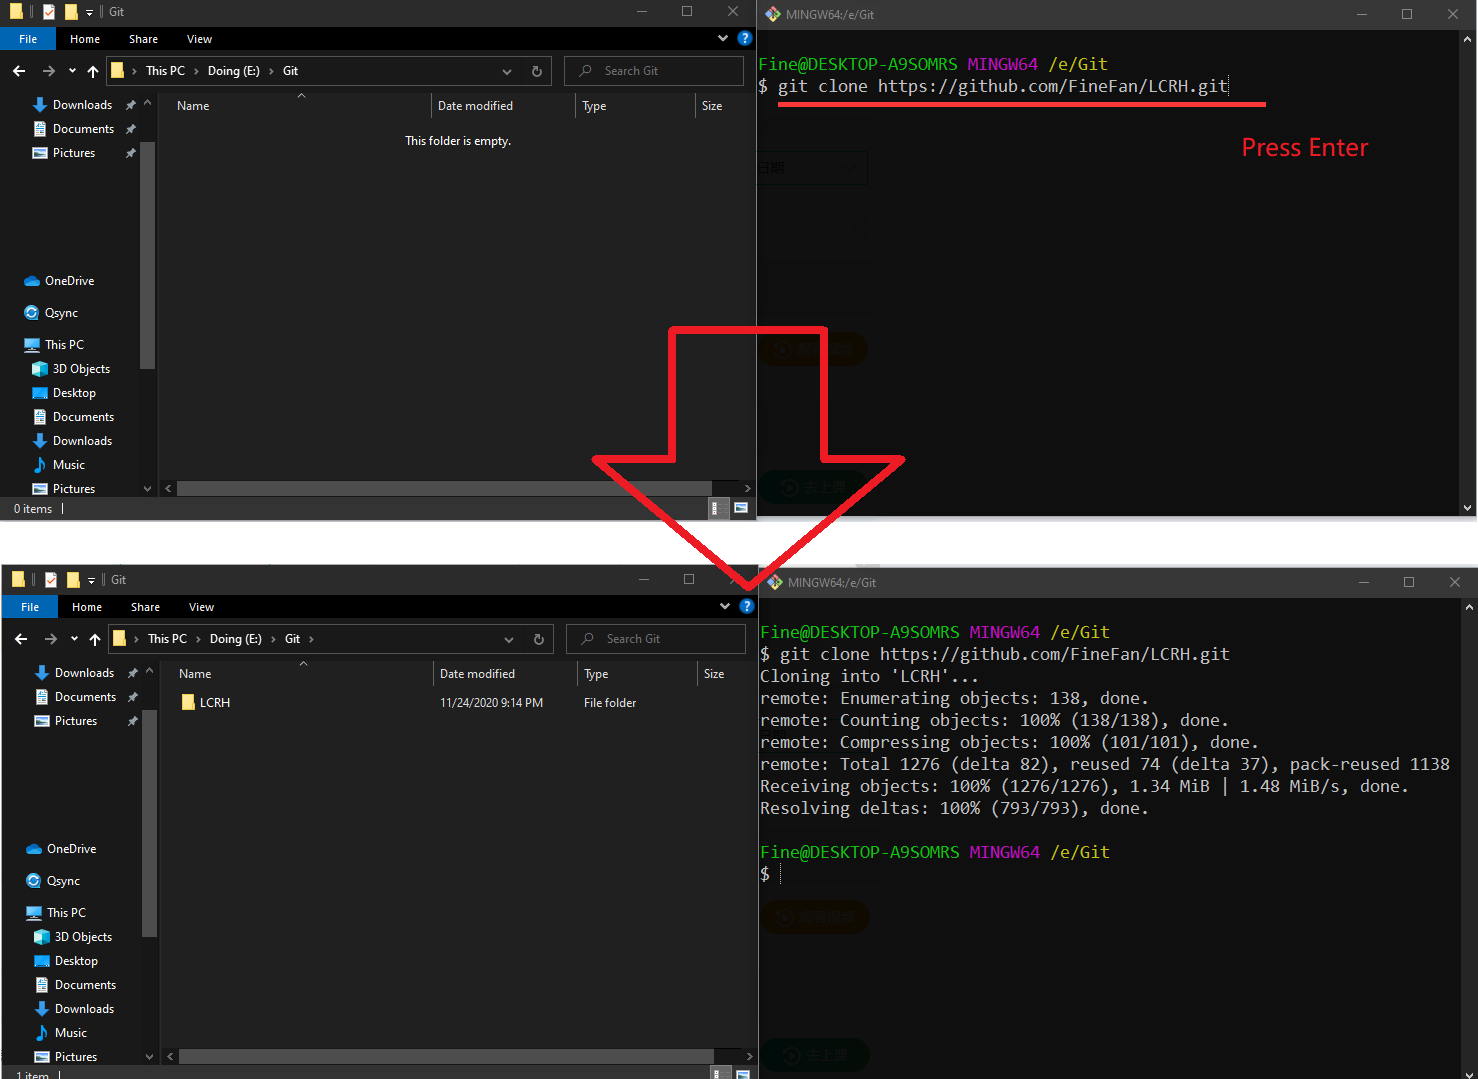 Git
File Home Share View
This PC › Doing (E:) › Git
Search Git
Downloads
Documents
Pictures
OneDrive
Qsync
This PC
3D Objects
Desktop
Documents
Downloads
Music
Pictures
Name Date modified Type Size
This folder is empty.
0 items
MINGW64:/e/Git
Fine@DESKTOP-A9SOMRS MINGW64 /e/Git
$ git clone https://github.com/FineFan/LCRH.git
Press Enter
日期
去上课
Git
File Home Share View
This PC › Doing (E:) › Git ›
Search Git
Downloads
Documents
Pictures
OneDrive
Qsync
This PC
3D Objects
Desktop
Documents
Downloads
Music
Pictures
Name Date modified Type Size
LCRH 11/24/2020 9:14 PM File folder
1 item
MINGW64:/e/Git
Fine@DESKTOP-A9SOMRS MINGW64 /e/Git
$ git clone https://github.com/FineFan/LCRH.git
Cloning into 'LCRH'...
remote: Enumerating objects: 138, done.
remote: Counting objects: 100% (138/138), done.
remote: Compressing objects: 100% (101/101), done.
remote: Total 1276 (delta 82), reused 74 (delta 37), pack-reused 1138
Receiving objects: 100% (1276/1276), 1.34 MiB | 1.48 MiB/s, done.
Resolving deltas: 100% (793/793), done.
Fine@DESKTOP-A9SOMRS MINGW64 /e/Git
$
去上课